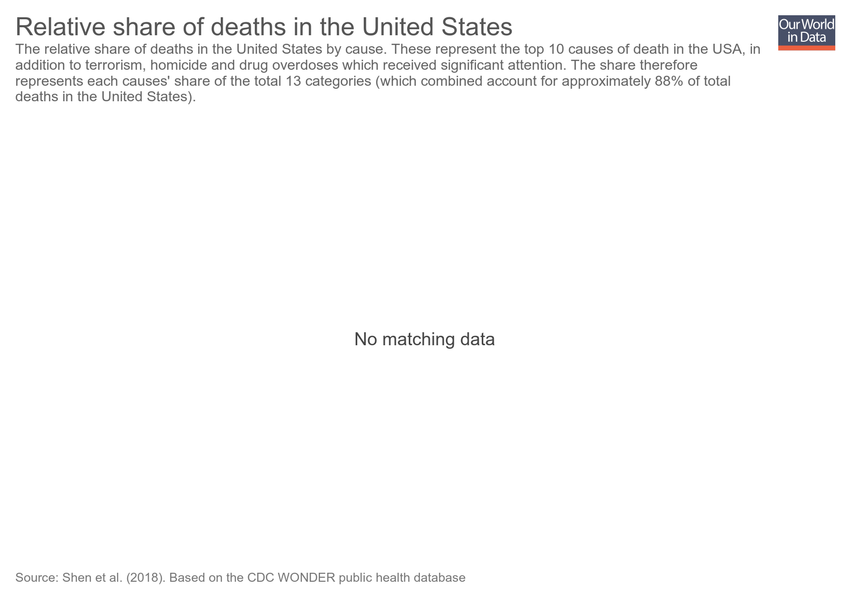 Relative share of deaths in the United States
Our World
in Data
The relative share of deaths in the United States by cause. These represent the top 10 causes of death in the USA, in
addition to terrorism, homicide and drug overdoses which received significant attention. The share therefore
represents each causes' share of the total 13 categories (which combined account for approximately 88% of total
deaths in the United States).
No matching data
Source: Shen et al. (2018). Based on the CDC WONDER public health database